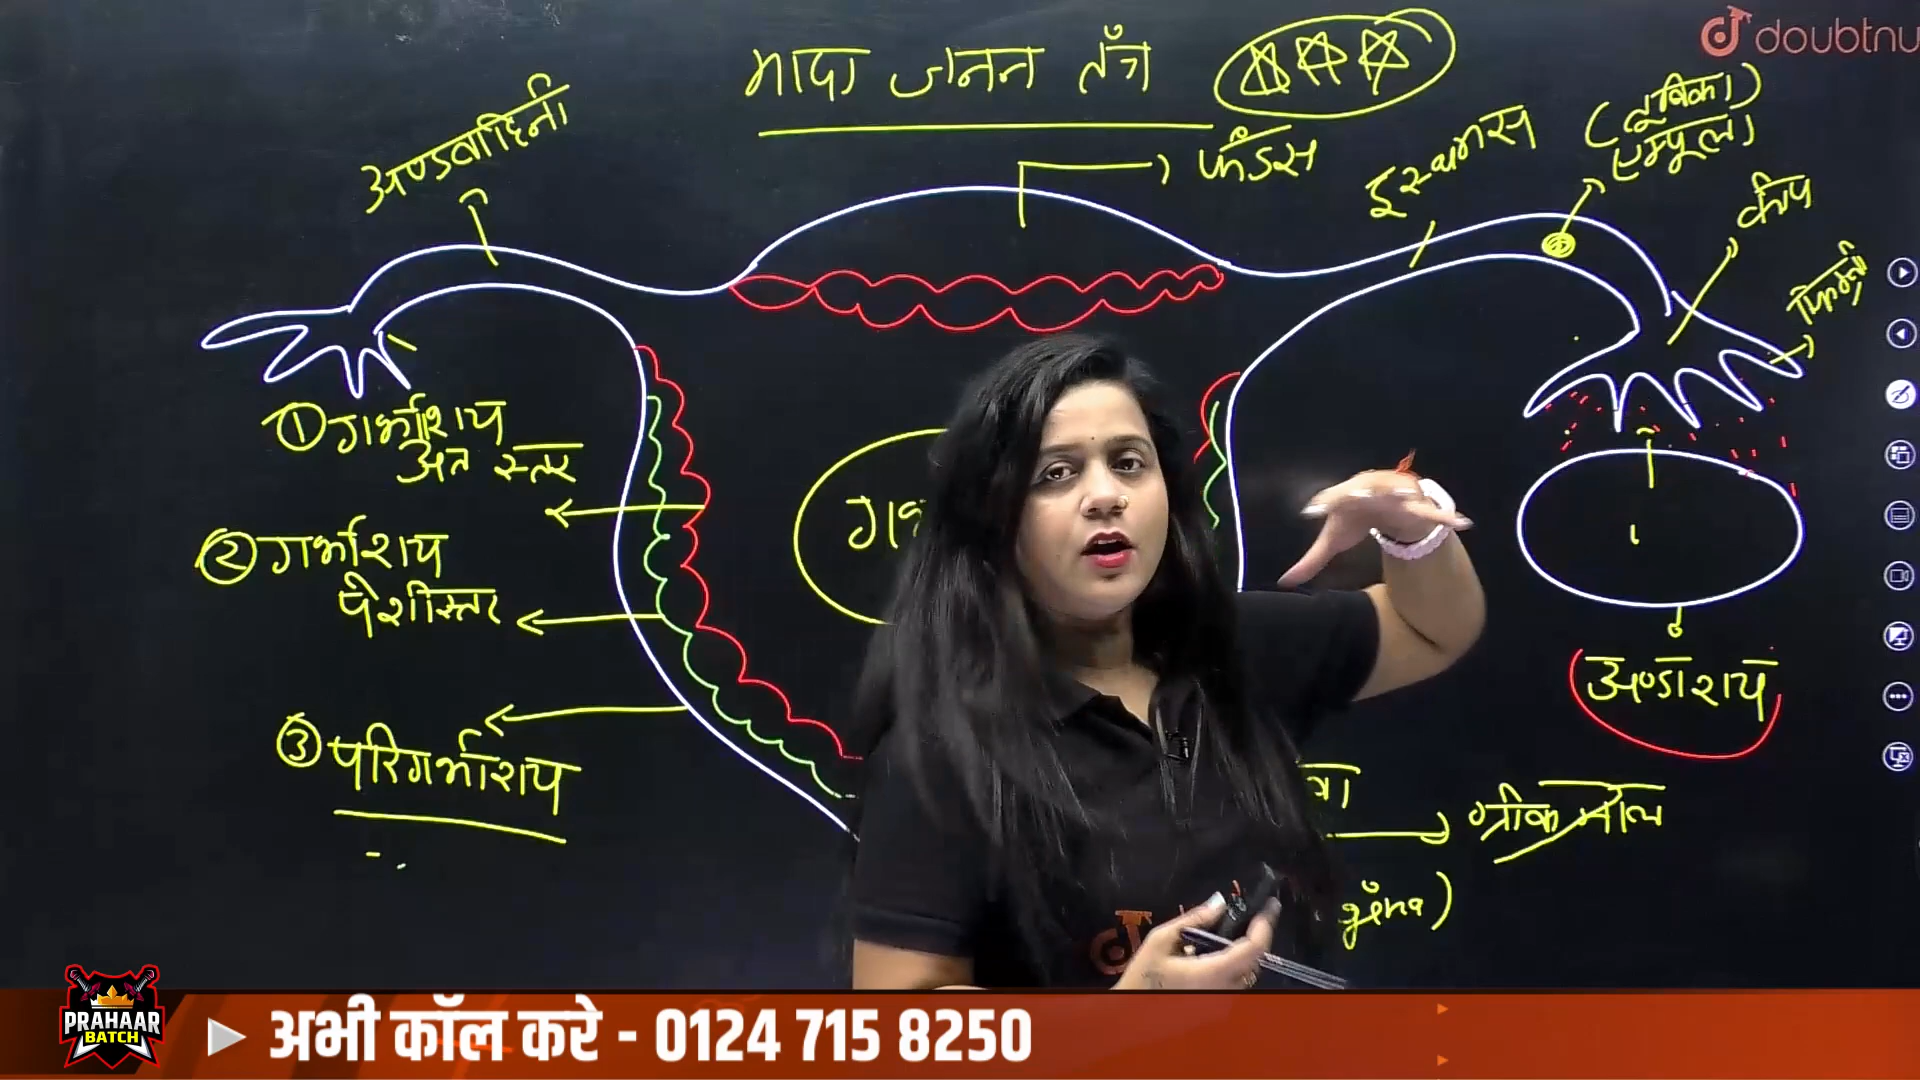 doubtnut
मादा जनन तंत्र
अण्डवाहिनी
फंडस
इस्थमस
(तुंबिका)
एम्पूला
कीप
① गर्भाशय
अंत स्तर
② गर्भाशय
पेशीस्तर
③ परिगर्भाशय
अण्डाशय
PRAHAAR
BATCH
अभी कॉल करे - 0124 715 8250